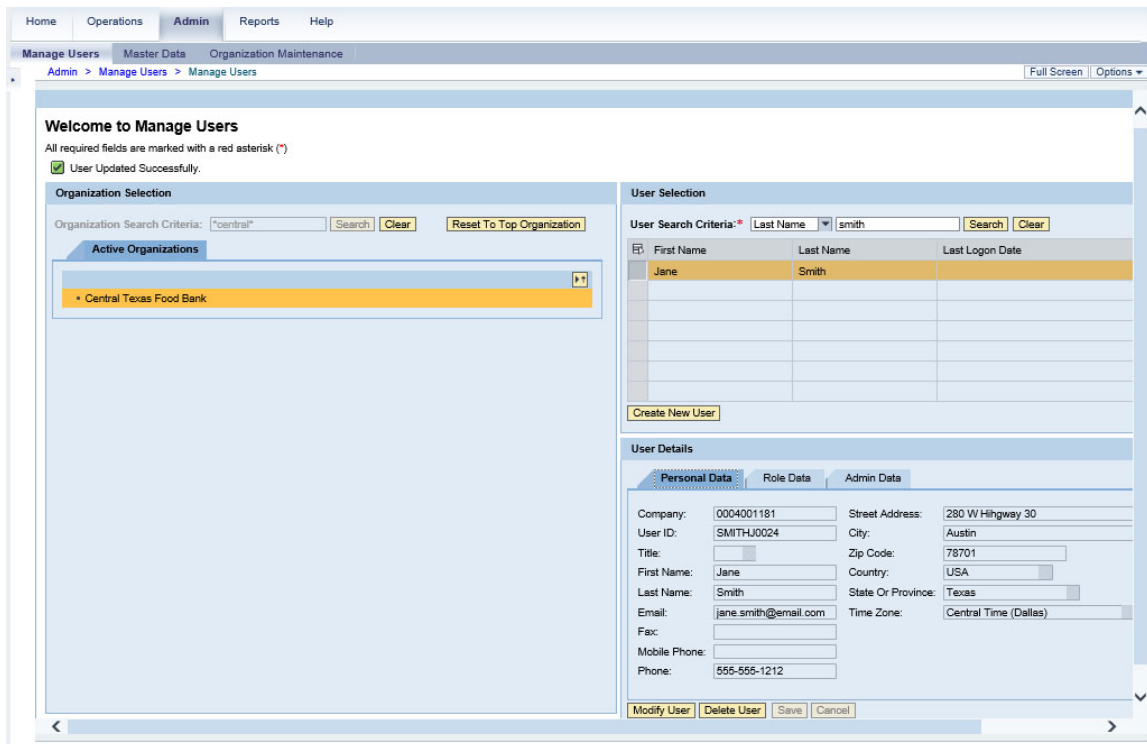 Home Operations Admin Reports Help
Manage Users Master Data Organization Maintenance
Admin > Manage Users > Manage Users Full Screen Options
Welcome to Manage Users
All required fields are marked with a red asterisk (*)
User Updated Successfully.
Organization Selection
Organization Search Criteria: *central* Search Clear Reset To Top Organization
Active Organizations
Central Texas Food Bank
User Selection
User Search Criteria:* Last Name smith Search Clear
First Name Last Name Last Logon Date
Jane Smith
Create New User
User Details
Personal Data Role Data Admin Data
Company: 0004001181 Street Address: 280 W Hihgway 30
User ID: SMITHJ0024 City: Austin
Title: Zip Code: 78701
First Name: Jane Country: USA
Last Name: Smith State Or Province: Texas
Email: jane.smith@email.com Time Zone: Central Time (Dallas)
Fax:
Mobile Phone:
Phone: 555-555-1212
Modify User Delete User Save Cancel